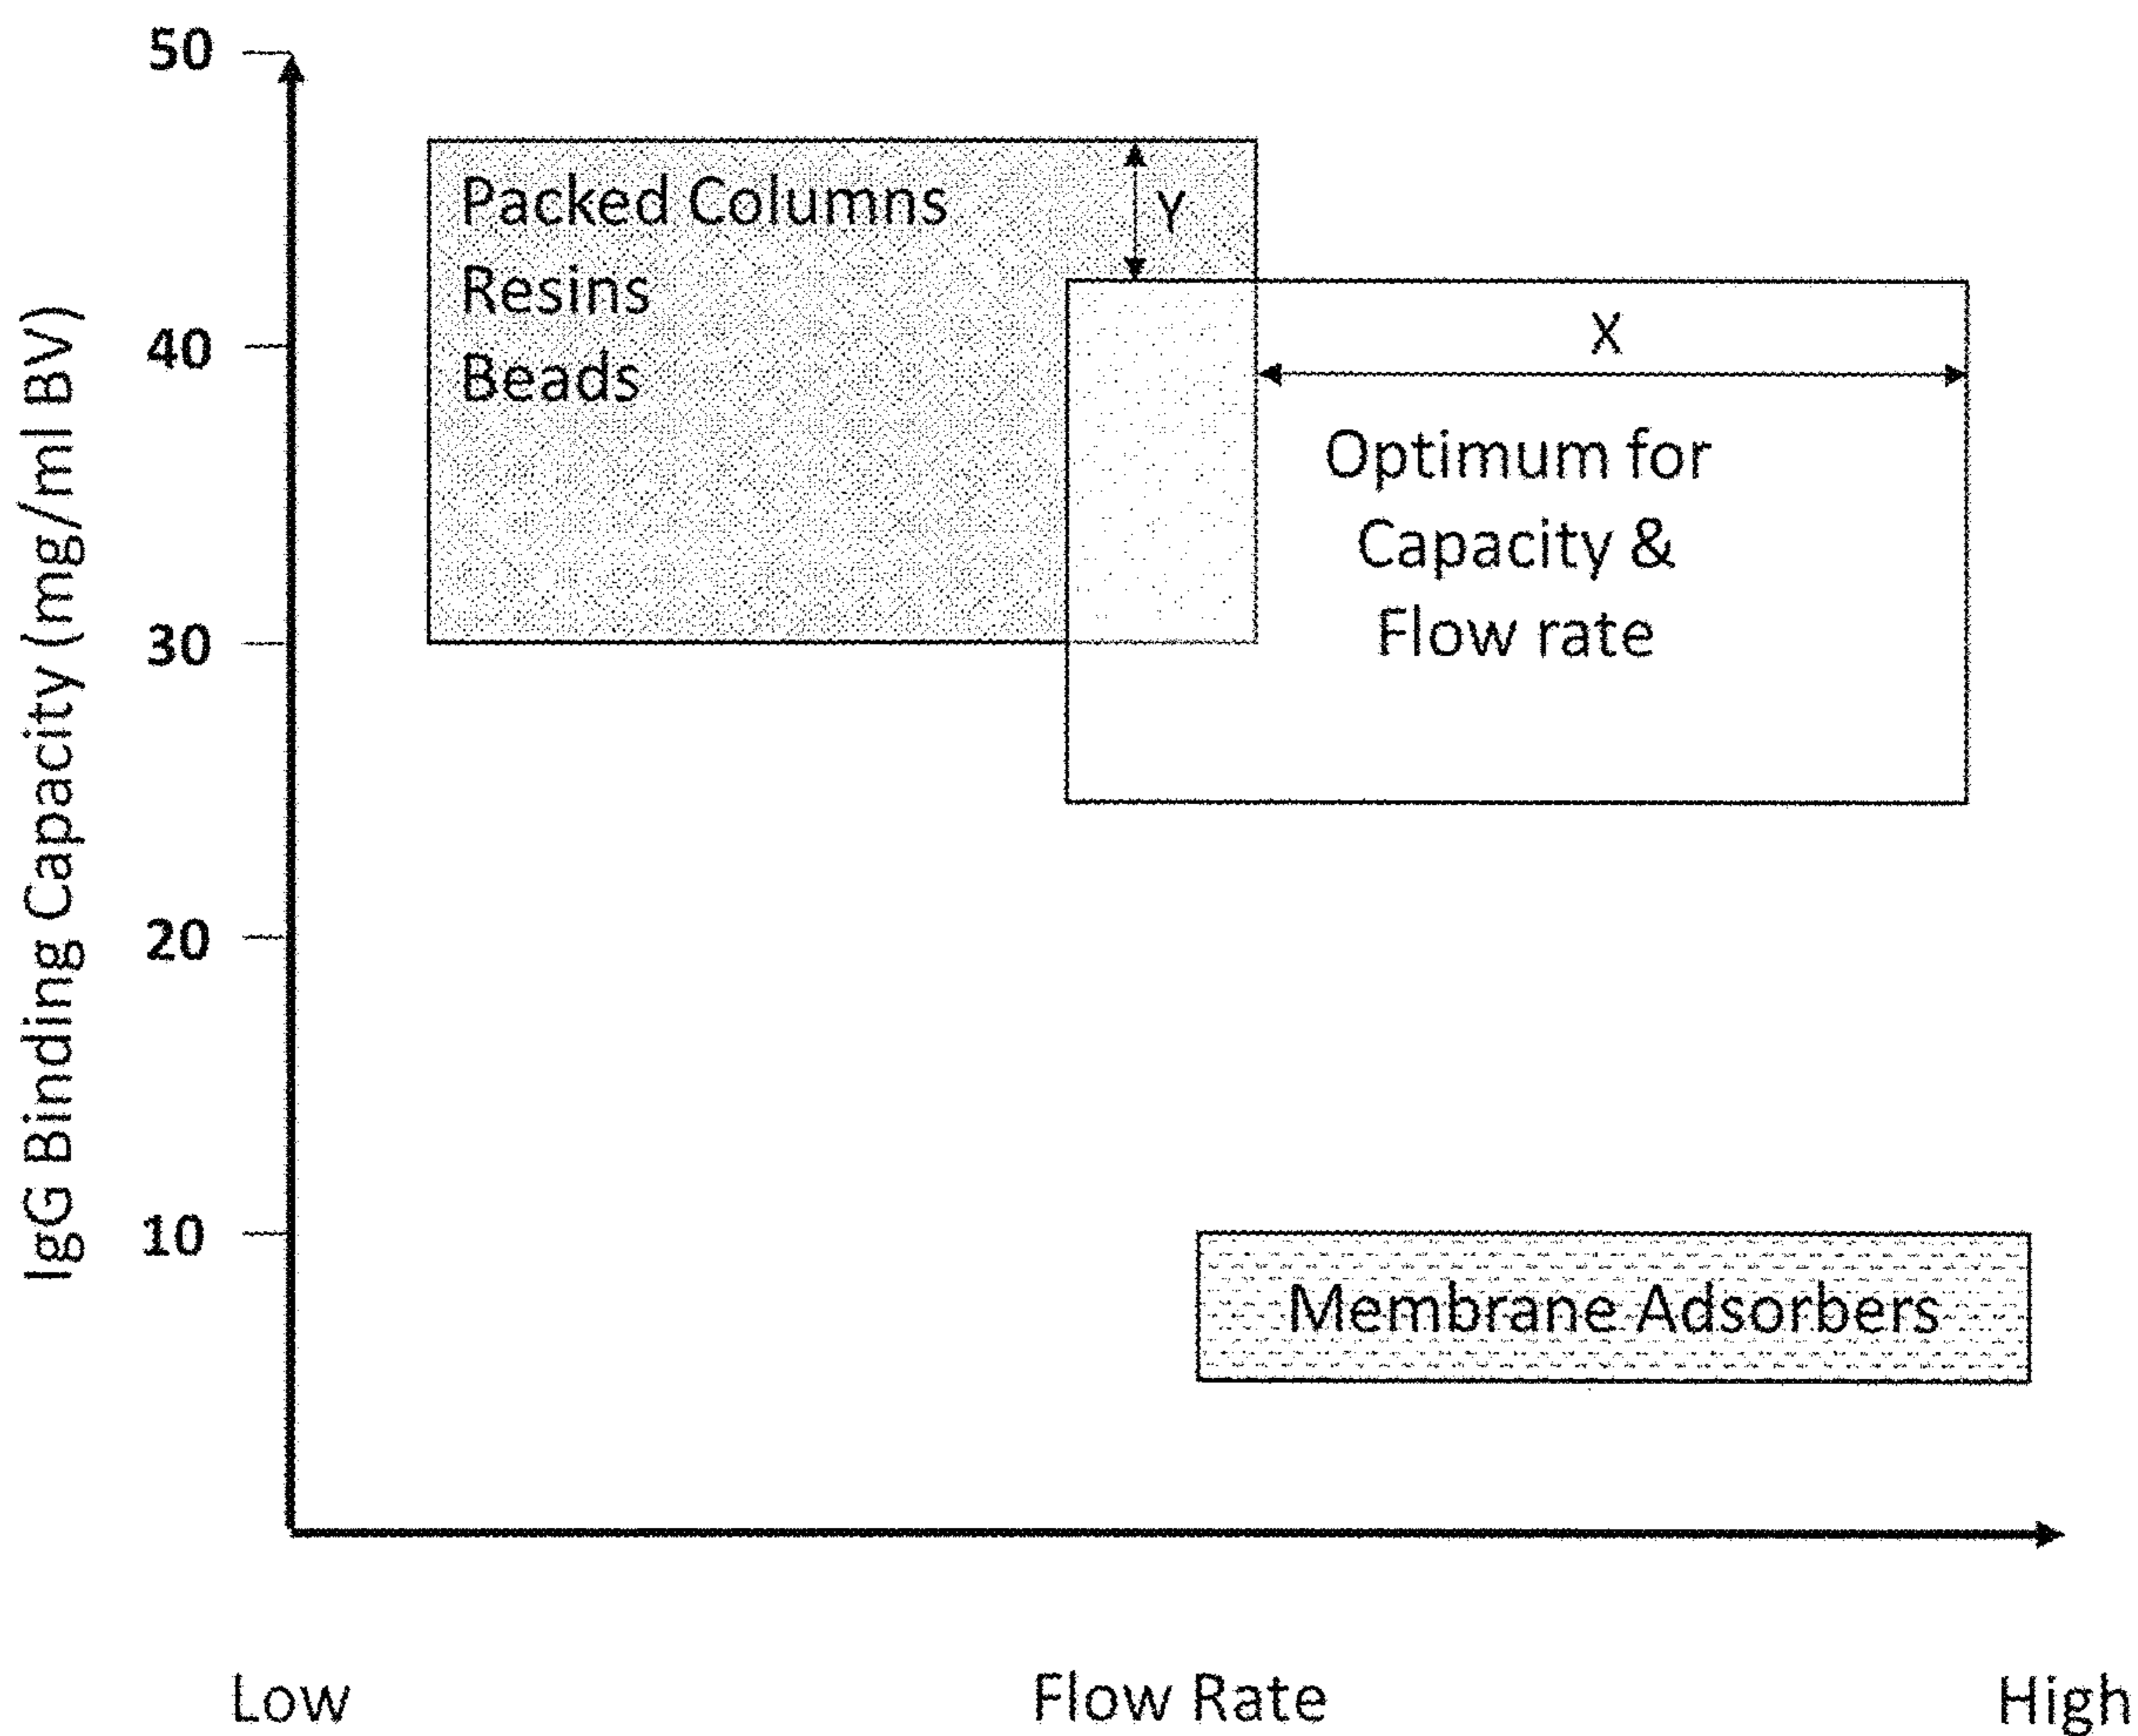 50
40
30
20
10
IgG Binding Capacity (mg/ml BV)
Packed Columns
Resins
Beads
Y
X
Optimum for
Capacity &
Flow rate
Membrane Adsorbers
Low
Flow Rate
High